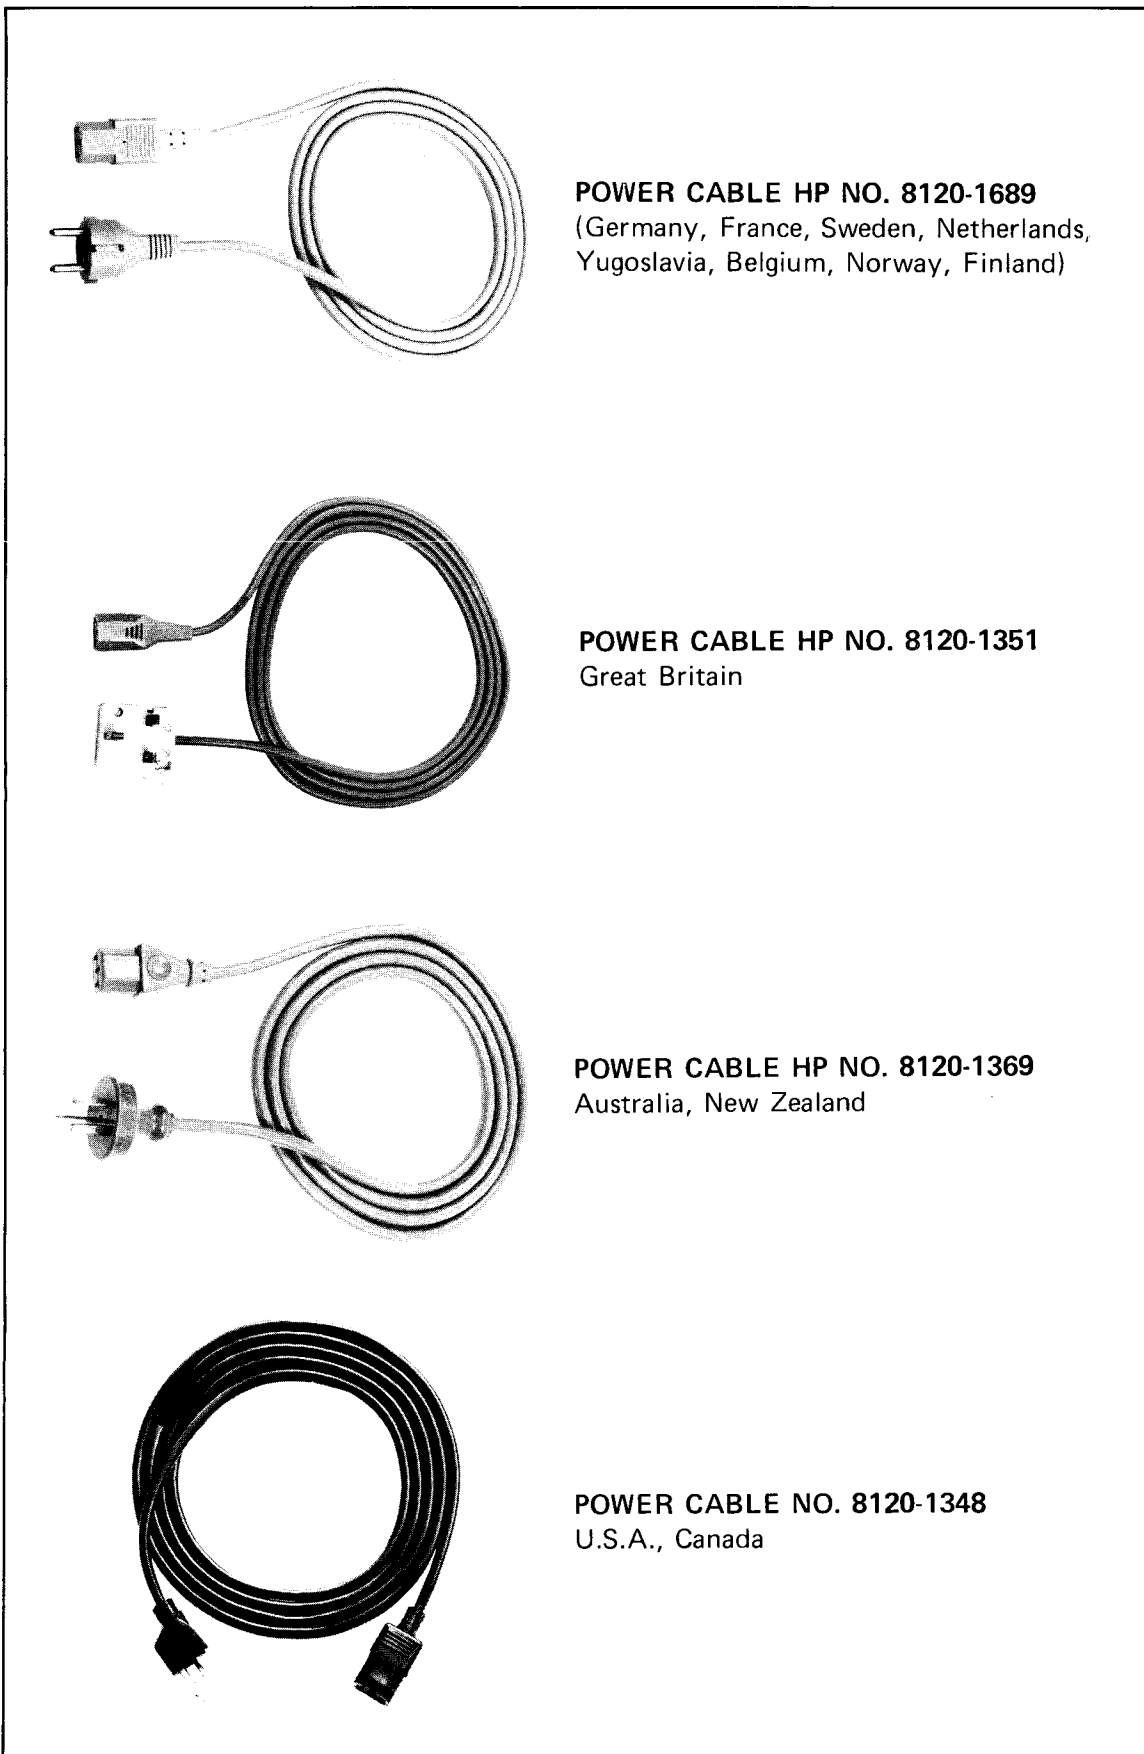 POWER CABLE HP NO. 8120-1689
(Germany, France, Sweden, Netherlands,
Yugoslavia, Belgium, Norway, Finland)
POWER CABLE HP NO. 8120-1351
Great Britain
POWER CABLE HP NO. 8120-1369
Australia, New Zealand
POWER CABLE NO. 8120-1348
U.S.A., Canada